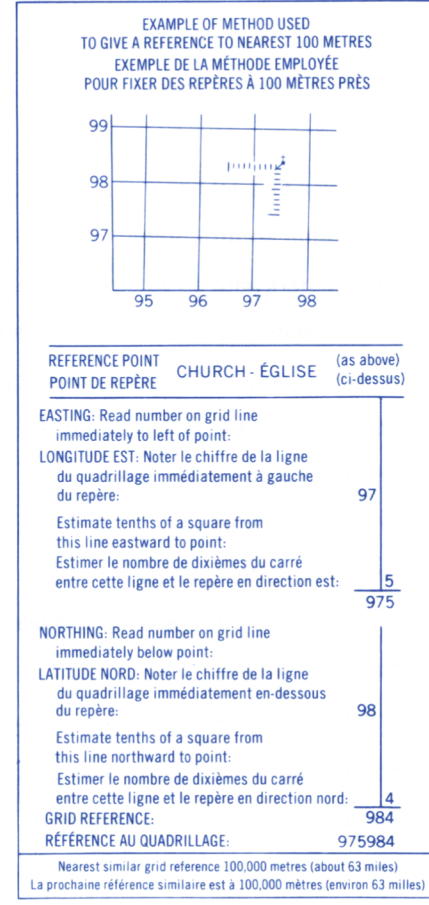 EXAMPLE OF METHOD USED
TO GIVE A REFERENCE TO NEAREST 100 METRES
EXEMPLE DE LA MÉTHODE EMPLOYÉE
POUR FIXER DES REPÈRES À 100 MÈTRES PRÈS
99
98
97
95 96 97 98
REFERENCE POINT
POINT DE REPÈRE
CHURCH - ÉGLISE
(as above)
(ci-dessus)
EASTING: Read number on grid line
immediately to left of point:
LONGITUDE EST: Noter le chiffre de la ligne
du quadrillage immédiatement à gauche
du repère: 97
Estimate tenths of a square from
this line eastward to point:
Estimer le nombre de dixièmes du carré
entre cette ligne et le repère en direction est: 5
975
NORTHING: Read number on grid line
immediately below point:
LATITUDE NORD: Noter le chiffre de la ligne
du quadrillage immédiatement en-dessous
du repère: 98
Estimate tenths of a square from
this line northward to point:
Estimer le nombre de dixièmes du carré
entre cette ligne et le repère en direction nord: 4
GRID REFERENCE: 984
RÉFÉRENCE AU QUADRILLAGE: 975984
Nearest similar grid reference 100,000 metres (about 63 miles)
La prochaine référence similaire est à 100,000 mètres (environ 63 milles)